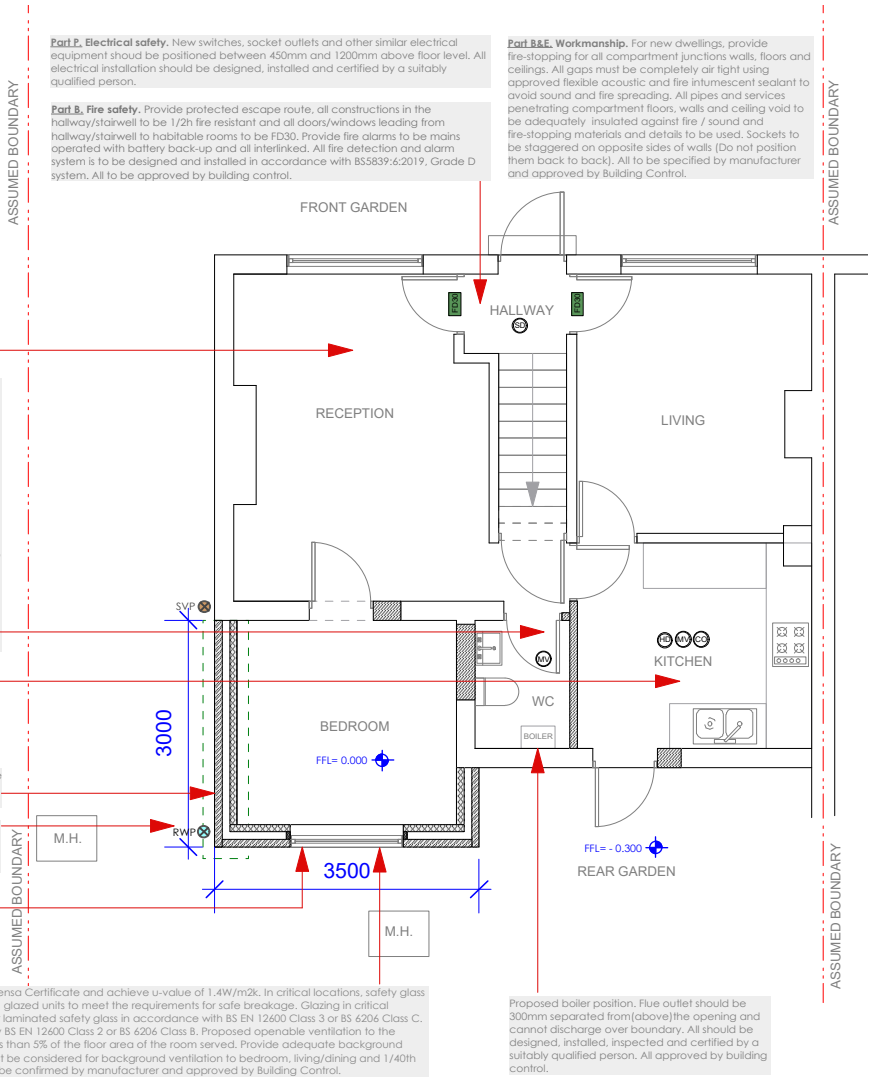 Part P. Electrical safety. New switches, socket outlets and other similar electrical
equipment shoud be positioned between 450mm and 1200mm above floor level. All
electrical installation should be designed, installed and certified by a suitably
qualified person.
Part B. Fire safety. Provide protected escape route, all constructions in the
hallway/stairwell to be 1/2h fire resistant and all doors/windows leading from
hallway/stairwell to habitable rooms to be FD30. Provide fire alarms to be mains
operated with battery back-up and all interlinked. All fire detection and alarm
system is to be designed and installed in accordance with BS5839:6:2019, Grade D
system. All to be approved by building control.
Part B&E. Workmanship. For new dwellings, provide
fire-stopping for all compartment junctions walls, floors and
ceilings. All gaps must be completely air tight using
approved flexible acoustic and fire intumescent sealant to
avoid sound and fire spreading. All pipes and services
penetrating compartment floors, walls and ceiling void to
be adequately insulated against fire / sound and
fire-stopping materials and details to be used. Sockets to
be staggered on opposite sides of walls (Do not position
them back to back). All to be specified by manufacturer
and approved by Building Control.
ASSUMED BOUNDARY
ASSUMED BOUNDARY
FRONT GARDEN
FD30
HALLWAY
FD30
SD
RECEPTION
LIVING
SVP
HD
MV
CO
KITCHEN
MV
WC
BOILER
3000
BEDROOM
FFL= 0.000
RWP
M.H.
ASSUMED BOUNDARY
3500
FFL= - 0.300
REAR GARDEN
ASSUMED BOUNDARY
M.H.
ensa Certificate and achieve u-value of 1.4W/m2k. In critical locations, safety glass
glazed units to meet the requirements for safe breakage. Glazing in critical
laminated safety glass in accordance with BS EN 12600 Class 3 or BS 6206 Class C.
BS EN 12600 Class 2 or BS 6206 Class B. Proposed openable ventilation to the
s than 5% of the floor area of the room served. Provide adequate background
t be considered for background ventilation to bedroom, living/dining and 1/40th
be confirmed by manufacturer and approved by Building Control.
Proposed boiler position. Flue outlet should be
300mm separated from(above)the opening and
cannot discharge over boundary. All should be
designed, installed, inspected and certified by a
suitably qualified person. All approved by building
control.